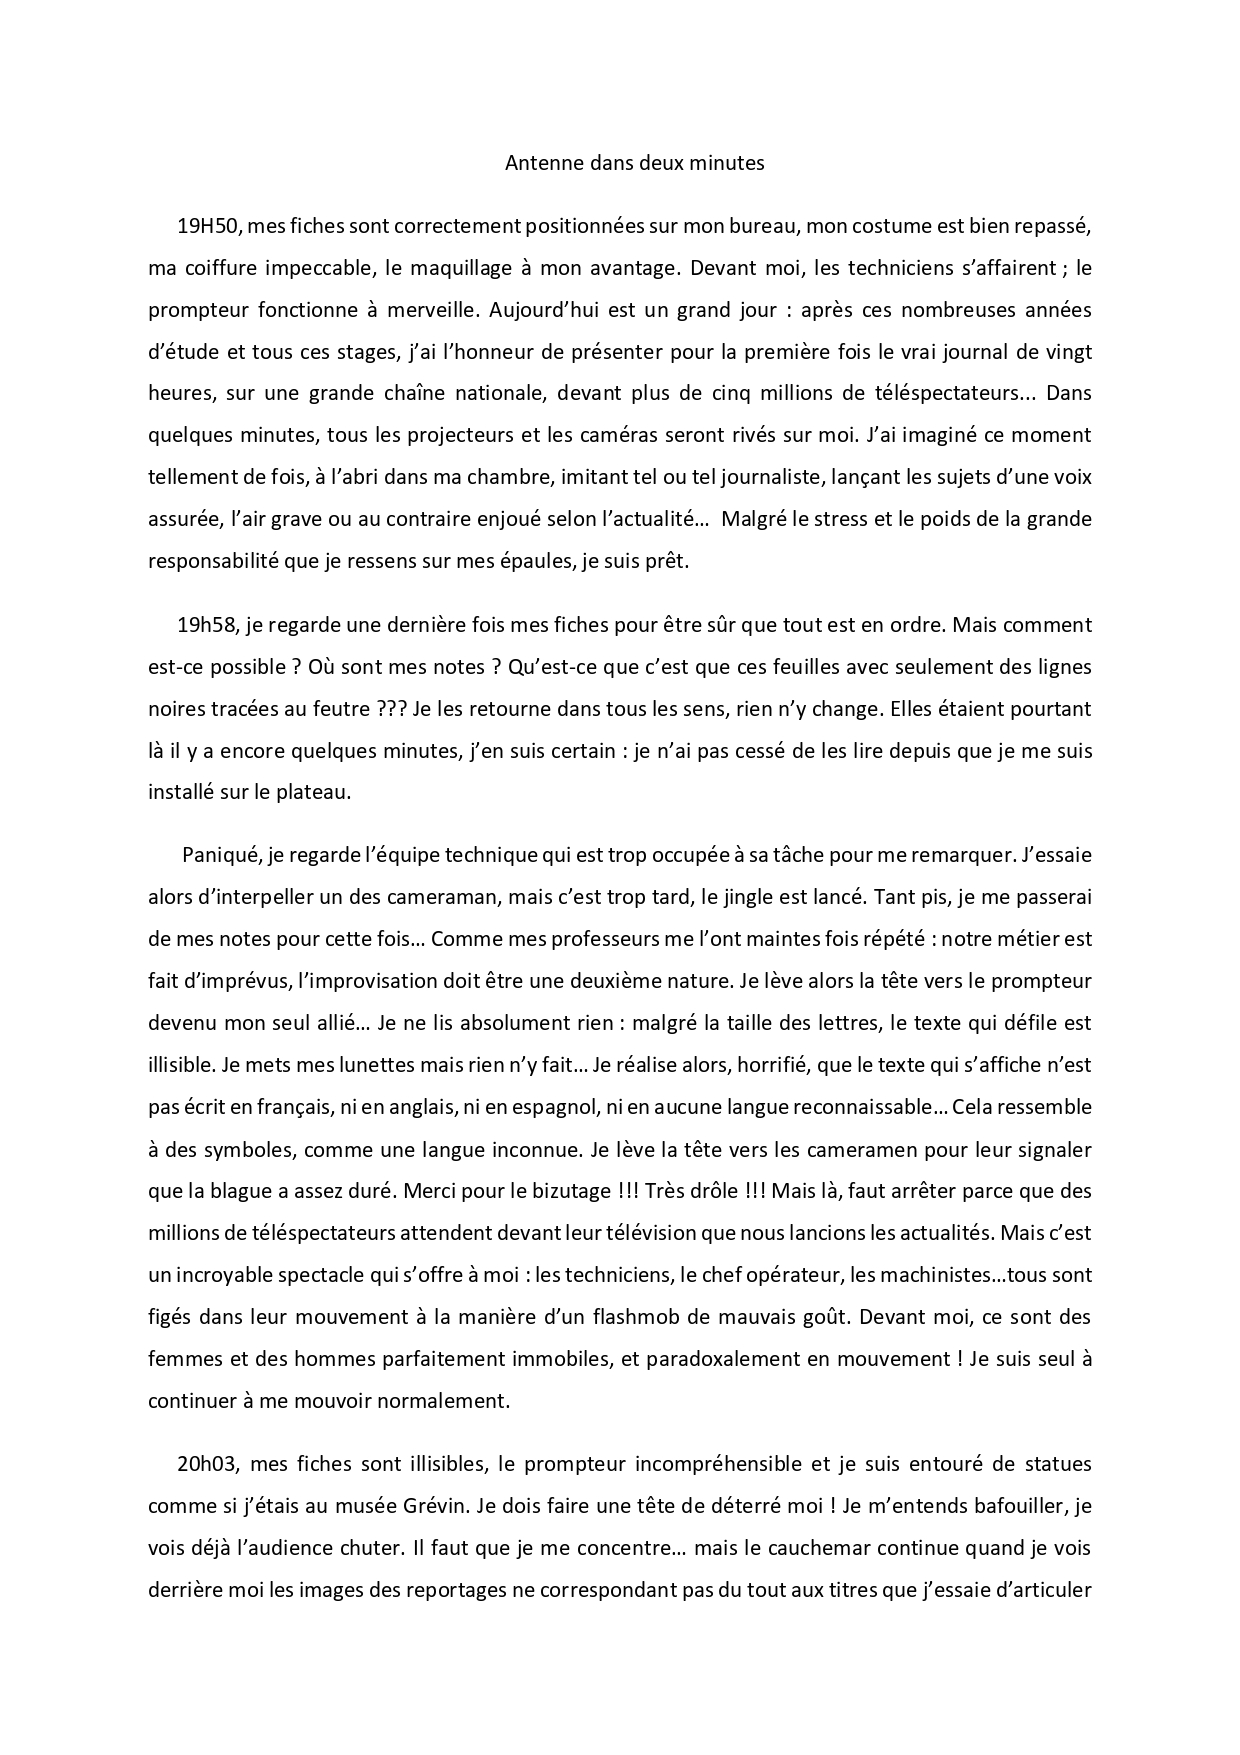 Antenne dans deux minutes
19H50, mes fiches sont correctement positionnées sur mon bureau, mon costume est bien repassé,
ma coiffure impeccable, le maquillage à mon avantage. Devant moi, les techniciens s’affairent ; le
prompteur fonctionne à merveille. Aujourd’hui est un grand jour : après ces nombreuses années
d’étude et tous ces stages, j’ai l’honneur de présenter pour la première fois le vrai journal de vingt
heures, sur une grande chaîne nationale, devant plus de cinq millions de téléspectateurs... Dans
quelques minutes, tous les projecteurs et les caméras seront rivés sur moi. J’ai imaginé ce moment
tellement de fois, à l’abri dans ma chambre, imitant tel ou tel journaliste, lançant les sujets d’une voix
assurée, l’air grave ou au contraire enjoué selon l’actualité… Malgré le stress et le poids de la grande
responsabilité que je ressens sur mes épaules, je suis prêt.
19h58, je regarde une dernière fois mes fiches pour être sûr que tout est en ordre. Mais comment
est-ce possible ? Où sont mes notes ? Qu’est-ce que c’est que ces feuilles avec seulement des lignes
noires tracées au feutre ??? Je les retourne dans tous les sens, rien n’y change. Elles étaient pourtant
là il y a encore quelques minutes, j’en suis certain : je n’ai pas cessé de les lire depuis que je me suis
installé sur le plateau.
Paniqué, je regarde l’équipe technique qui est trop occupée à sa tâche pour me remarquer. J’essaie
alors d’interpeller un des cameraman, mais c’est trop tard, le jingle est lancé. Tant pis, je me passerai
de mes notes pour cette fois… Comme mes professeurs me l’ont maintes fois répété : notre métier est
fait d’imprévus, l’improvisation doit être une deuxième nature. Je lève alors la tête vers le prompteur
devenu mon seul allié… Je ne lis absolument rien : malgré la taille des lettres, le texte qui défile est
illisible. Je mets mes lunettes mais rien n’y fait… Je réalise alors, horrifié, que le texte qui s’affiche n’est
pas écrit en français, ni en anglais, ni en espagnol, ni en aucune langue reconnaissable… Cela ressemble
à des symboles, comme une langue inconnue. Je lève la tête vers les cameramen pour leur signaler
que la blague a assez duré. Merci pour le bizutage !!! Très drôle !!! Mais là, faut arrêter parce que des
millions de téléspectateurs attendent devant leur télévision que nous lancions les actualités. Mais c’est
un incroyable spectacle qui s’offre à moi : les techniciens, le chef opérateur, les machinistes…tous sont
figés dans leur mouvement à la manière d’un flashmob de mauvais goût. Devant moi, ce sont des
femmes et des hommes parfaitement immobiles, et paradoxalement en mouvement ! Je suis seul à
continuer à me mouvoir normalement.
20h03, mes fiches sont illisibles, le prompteur incompréhensible et je suis entouré de statues
comme si j’étais au musée Grévin. Je dois faire une tête de déterré moi ! Je m’entends bafouiller, je
vois déjà l’audience chuter. Il faut que je me concentre… mais le cauchemar continue quand je vois
derrière moi les images des reportages ne correspondant pas du tout aux titres que j’essaie d’articuler